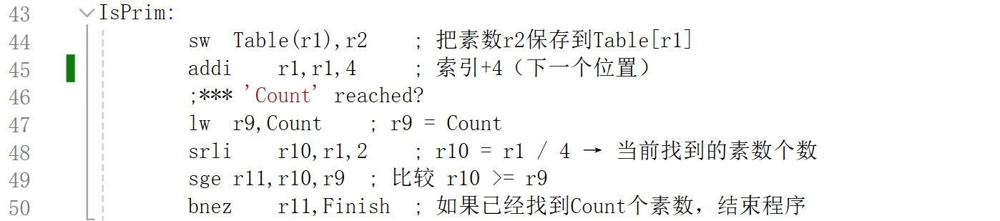 43 IsPrim:
44 sw Table(r1),r2 ; 把素数r2保存到Table[r1]
45 addi r1,r1,4 ; 索引+4（下一个位置）
46 ;*** 'Count' reached?
47 lw r9,Count ; r9 = Count
48 srli r10,r1,2 ; r10 = r1 / 4 → 当前找到的素数个数
49 sge r11,r10,r9 ; 比较 r10 >= r9
50 bnez r11,Finish ; 如果已经找到Count个素数，结束程序